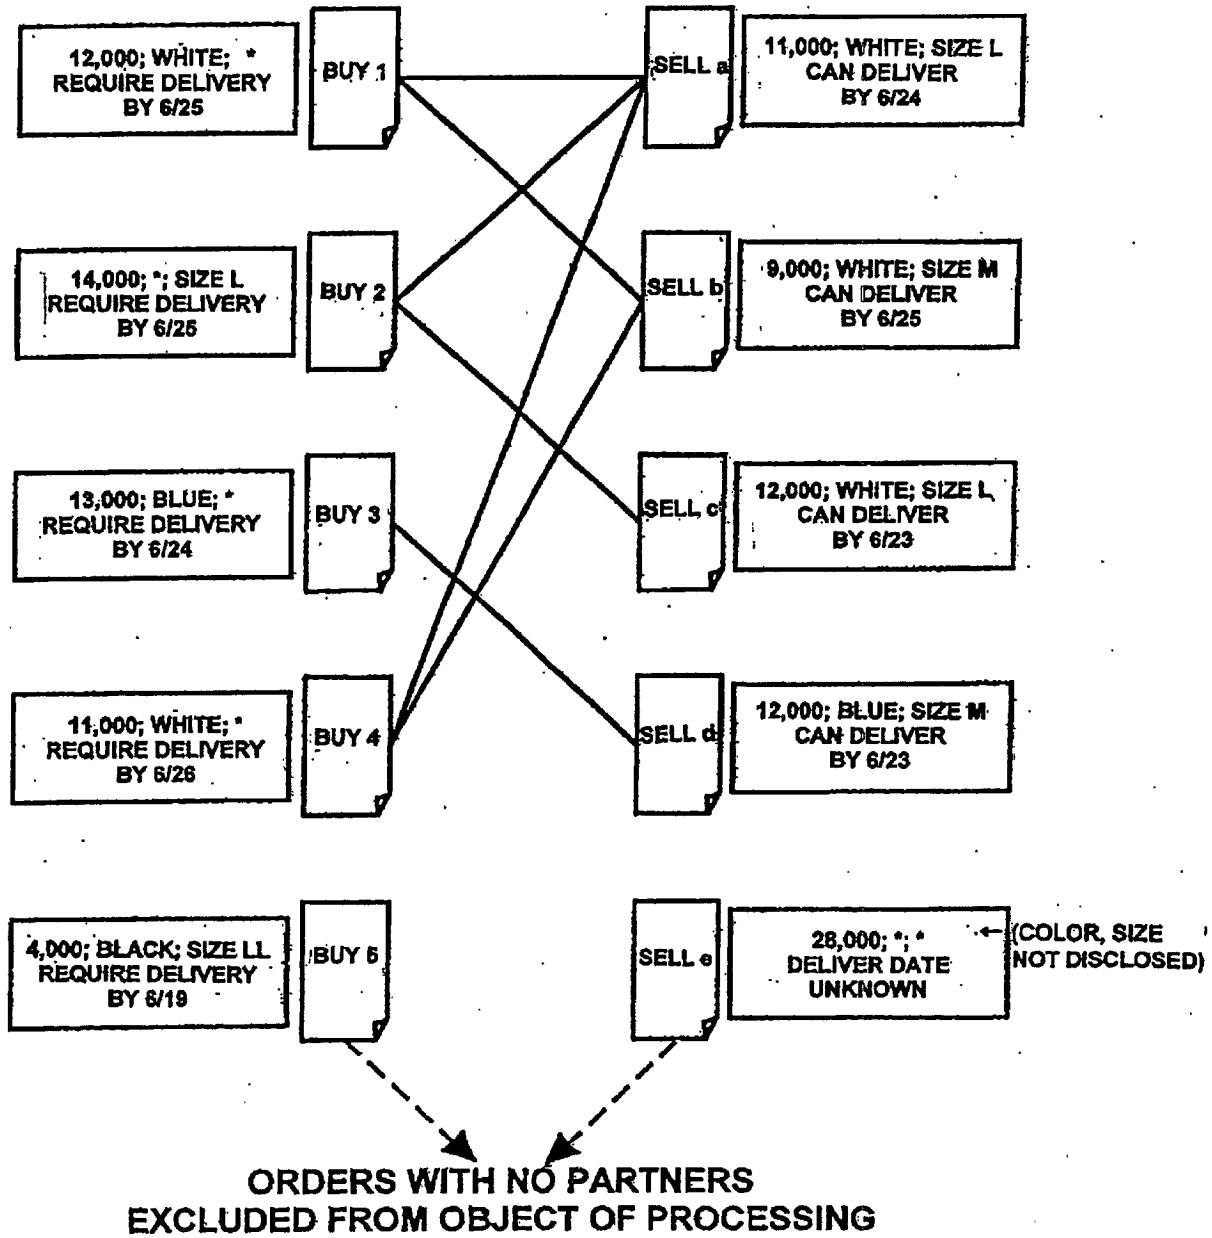 12,000; WHITE; *
REQUIRE DELIVERY
BY 6/25
BUY 1
SELL a
11,000; WHITE; SIZE L
CAN DELIVER
BY 6/24
14,000; *; SIZE L
REQUIRE DELIVERY
BY 6/25
BUY 2
SELL b
9,000; WHITE; SIZE M
CAN DELIVER
BY 6/25
13,000; BLUE; *
REQUIRE DELIVERY
BY 6/24
BUY 3
SELL c
12,000; WHITE; SIZE L
CAN DELIVER
BY 6/23
11,000; WHITE; *
REQUIRE DELIVERY
BY 6/26
BUY 4
SELL d
12,000; BLUE; SIZE M
CAN DELIVER
BY 6/23
4,000; BLACK; SIZE LL
REQUIRE DELIVERY
BY 6/19
BUY 5
SELL e
28,000; *; *
DELIVER DATE
UNKNOWN
(COLOR, SIZE
NOT DISCLOSED)
ORDERS WITH NO PARTNERS
EXCLUDED FROM OBJECT OF PROCESSING